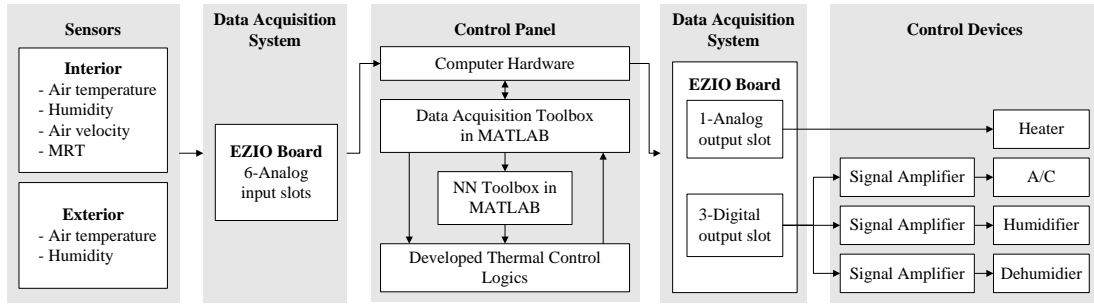 Sensors
Interior
- Air temperature
- Humidity
- Air velocity
- MRT
Exterior
- Air temperature
- Humidity
Data Acquisition
System
EZIO Board
6-Analog
input slots
Control Panel
Computer Hardware
Data Acquisition Toolbox
in MATLAB
NN Toolbox in
MATLAB
Developed Thermal Control
Logics
Data Acquisition
System
EZIO Board
1-Analog
output slot
3-Digital
output slot
Control Devices
Heater
Signal Amplifier
A/C
Signal Amplifier
Humidifier
Signal Amplifier
Dehumidier